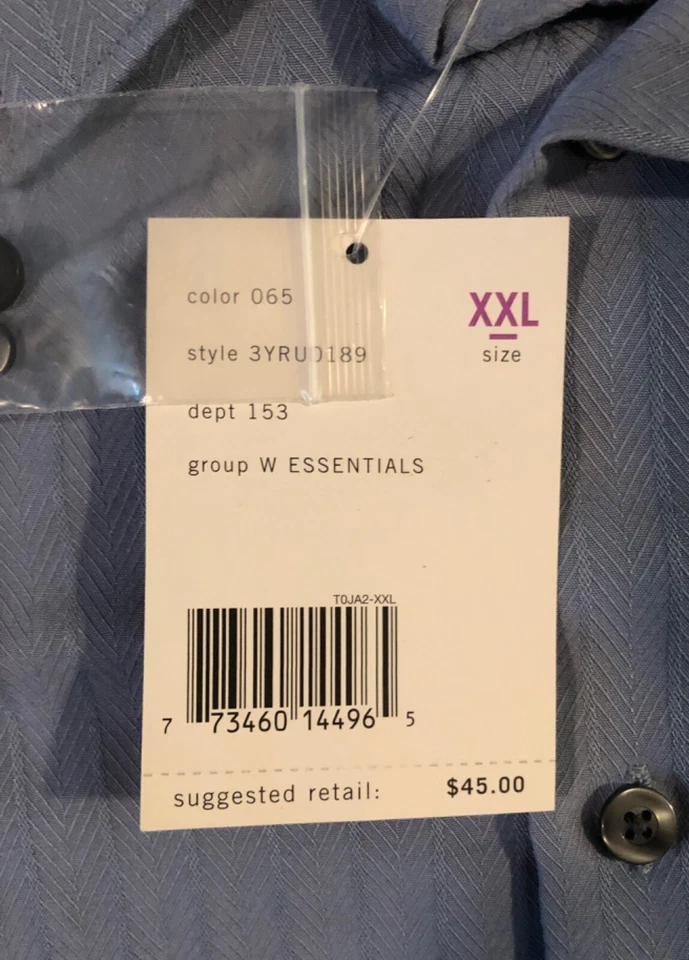 color 065
XXL
style 3YRUD189
size
dept 153
group W ESSENTIALS
T0JA2-XXL
7 73460 14496 5
suggested retail: $45.00